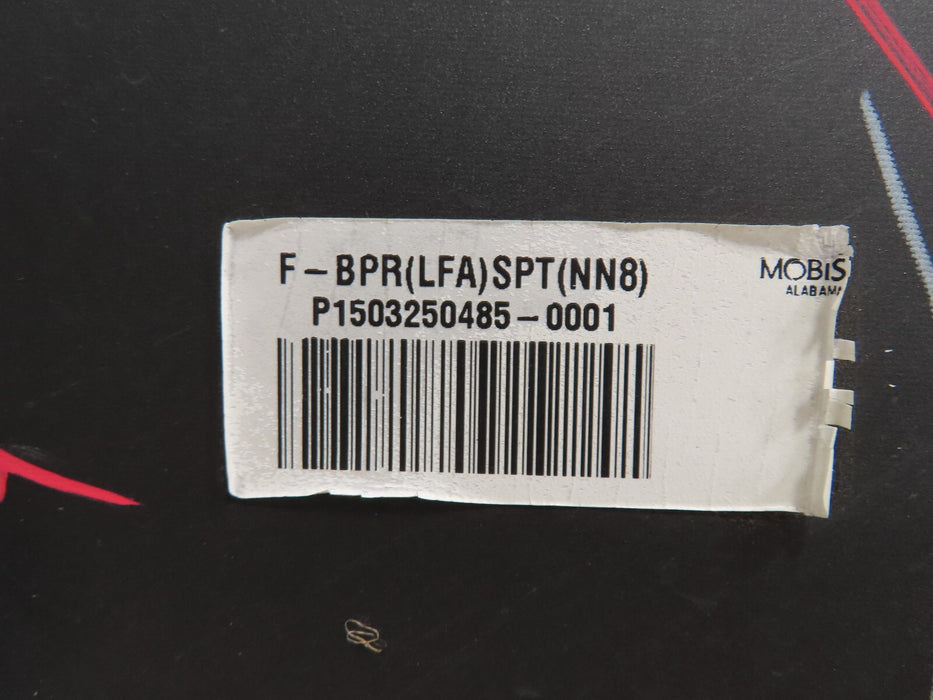 F-BPR(LFA)SPT(NN8)
P1503250485-0001
MOBIS
ALABAMA